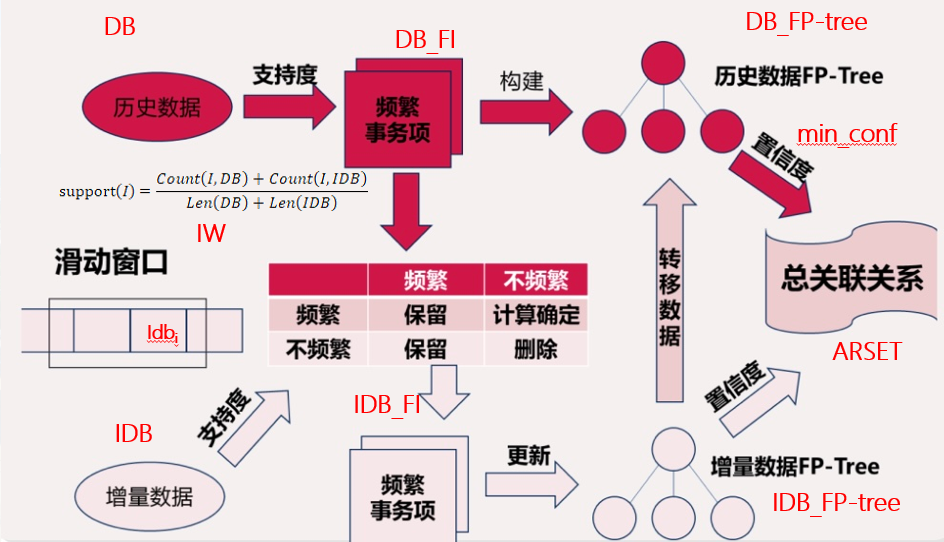 DB
DB_FI
DB_FP-tree
历史数据
支持度
频繁
事务项
构建
历史数据FP-Tree
min_conf
置信度
support(I) = \frac{Count(I,DB) + Count(I,IDB)}{Len(DB) + Len(IDB)}
IW
滑动窗口
Idb_i
频繁 不频繁
频繁 保留 计算确定
不频繁 保留 删除
转移数据
总关联关系
ARSET
支持度
IDB_FI
置信度
IDB
增量数据
频繁
事务项
更新
增量数据FP-Tree
IDB_FP-tree